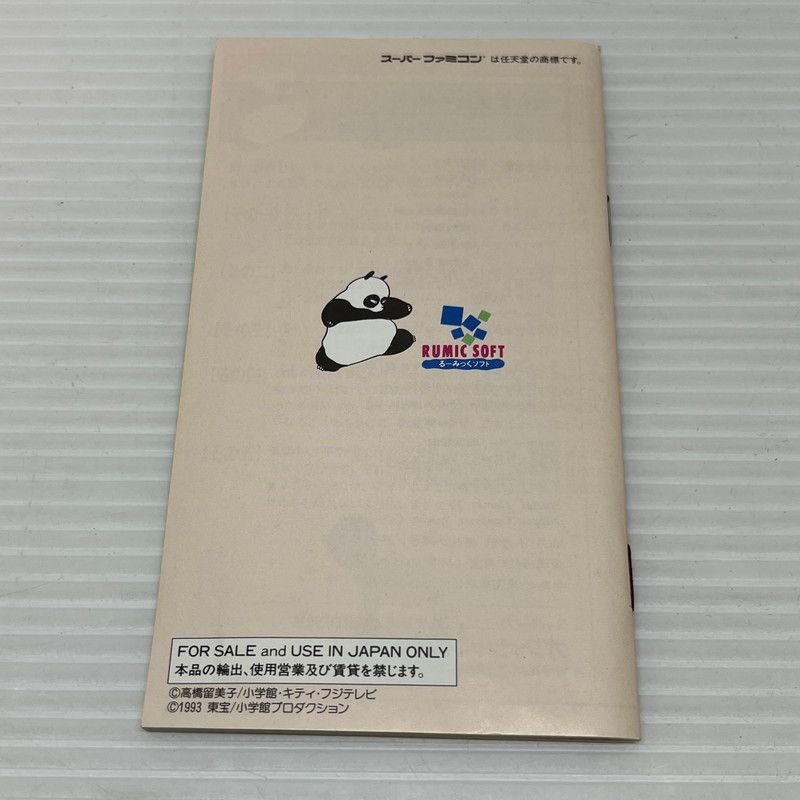 スーパーファミコン®は任天堂の商標です。
RUMIC SOFT
るーみっくソフト
FOR SALE and USE IN JAPAN ONLY
本品の輸出、使用営業及び賃貸を禁じます。
©高橋留美子/小学館・キティ・フジテレビ
©1993 東宝/小学館プロダクション